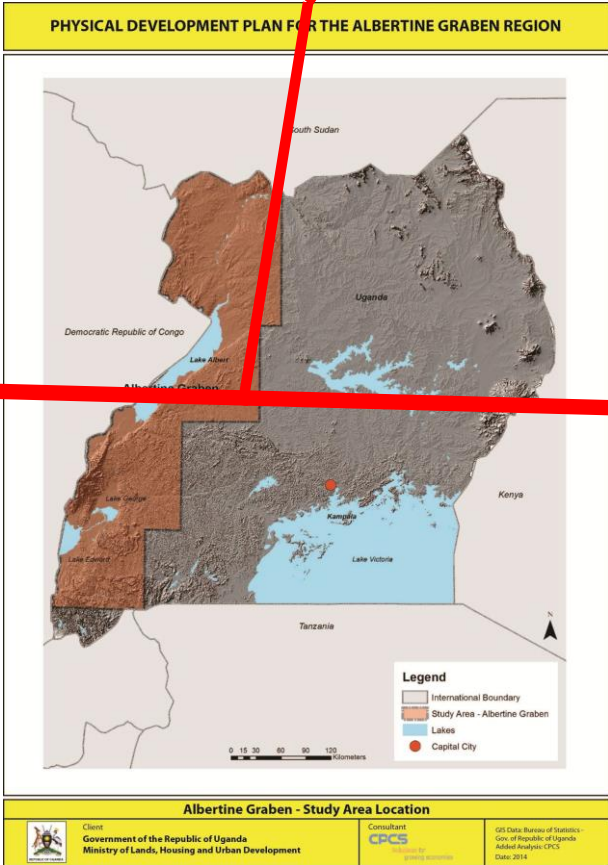 PHYSICAL DEVELOPMENT PLAN FOR THE ALBERTINE GRABEN REGION
South Sudan
Uganda
Democratic Republic of Congo
Lake Albert
Albertine Graben
Lake George
Kenya
Kampala
Lake Edward
Lake Victoria
Tanzania
N
Legend
International Boundary
Study Area - Albertine Graben
Lakes
Capital City
0 15 30 60 90 120
Kilometers
Albertine Graben - Study Area Location
Client
Government of the Republic of Uganda
Ministry of Lands, Housing and Urban Development
Consultant
CPCS
growing economies
GIS Data: Bureau of Statistics -
Gov. of Republic of Uganda
Added Analysis: CPCS
Date: 2014